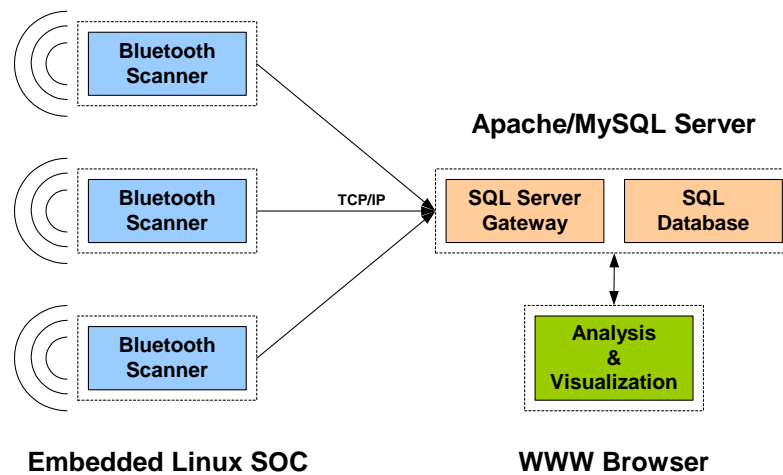 Bluetooth
Scanner
Apache/MySQL Server
Bluetooth
Scanner
TCP/IP
SQL Server
Gateway
SQL
Database
Bluetooth
Scanner
Analysis
&
Visualization
Embedded Linux SOC
WWW Browser